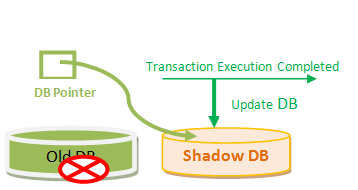 Transaction Execution Completed
DB Pointer
Update DB
Old DB
Shadow DB